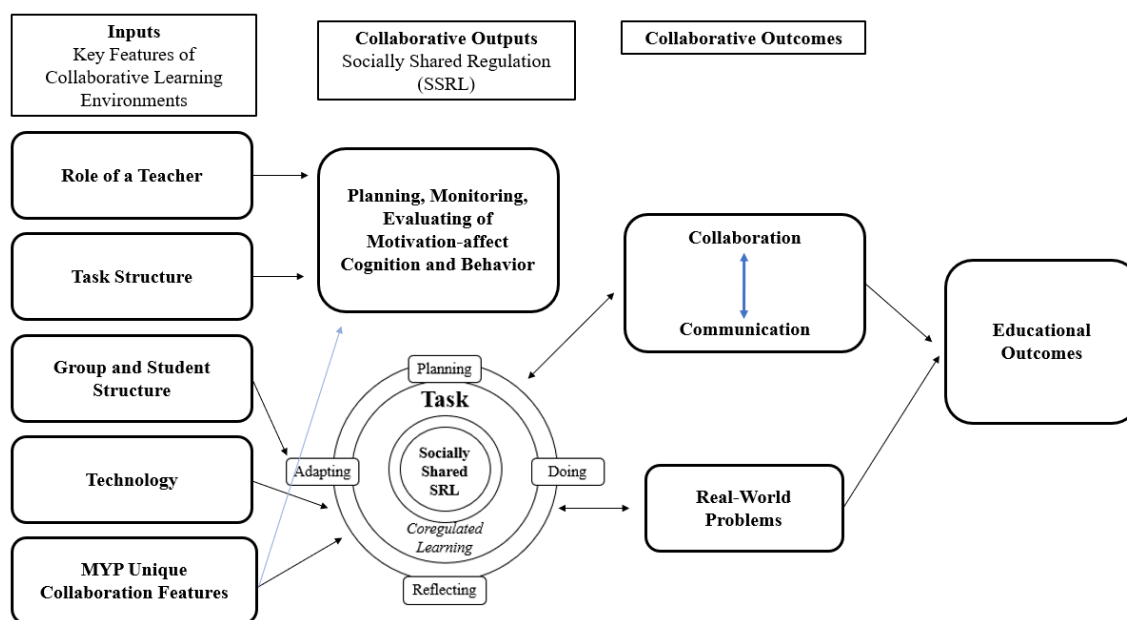 Inputs
Key Features of
Collaborative Learning
Environments
Collaborative Outputs
Socially Shared Regulation
(SSRL)
Collaborative Outcomes
Role of a Teacher
Task Structure
Group and Student
Structure
Technology
MYP Unique
Collaboration Features
Planning, Monitoring,
Evaluating of
Motivation-affect
Cognition and Behavior
Planning
Task
Socially
Shared
SRL
Adapting
Doing
Coregulated
Learning
Reflecting
Collaboration
Communication
Real-World
Problems
Educational
Outcomes